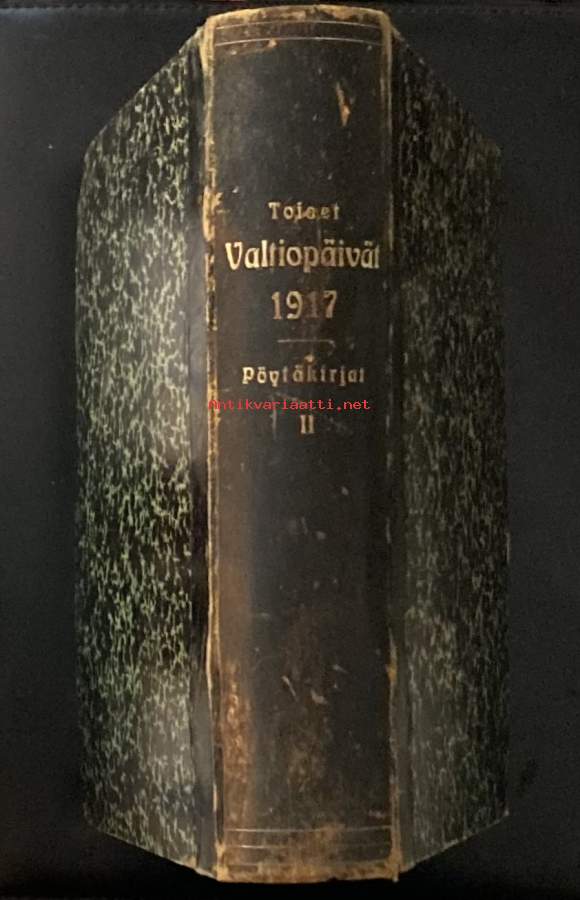 Toiset
Valtiopäivät
1917
Pöytäkirjat
Antikvariaatti.net
II